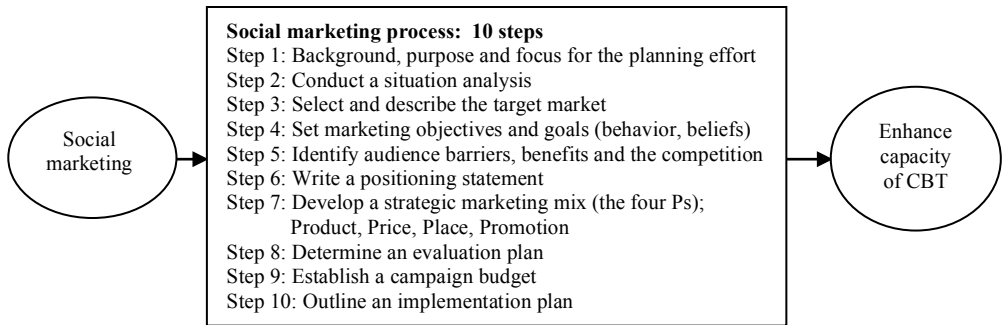 Social
marketing
Social marketing process: 10 steps
Step 1: Background, purpose and focus for the planning effort
Step 2: Conduct a situation analysis
Step 3: Select and describe the target market
Step 4: Set marketing objectives and goals (behavior, beliefs)
Step 5: Identify audience barriers, benefits and the competition
Step 6: Write a positioning statement
Step 7: Develop a strategic marketing mix (the four Ps);
Product, Price, Place, Promotion
Step 8: Determine an evaluation plan
Step 9: Establish a campaign budget
Step 10: Outline an implementation plan
Enhance
capacity
of CBT